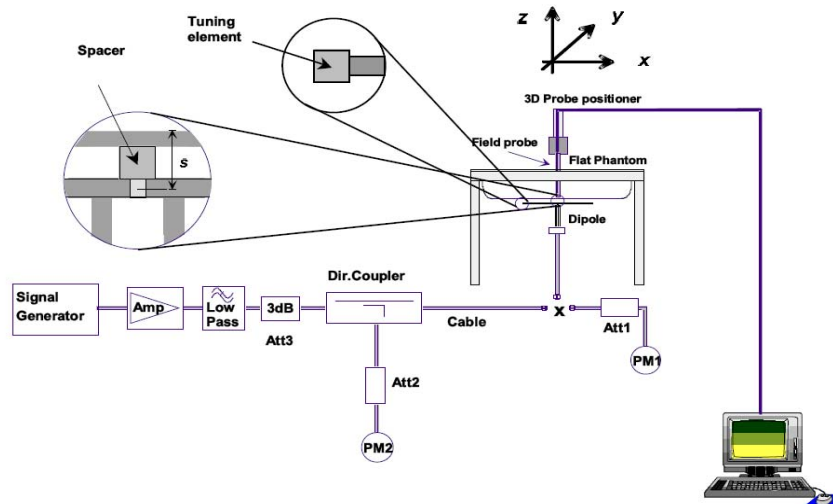 Tuning
element
Spacer
s
z
y
x
3D Probe positioner
Field probe
Flat Phantom
Dipole
Dir.Coupler
Signal
Generator
Amp
Low
Pass
3dB
Att3
Cable
x
Att1
PM1
Att2
PM2